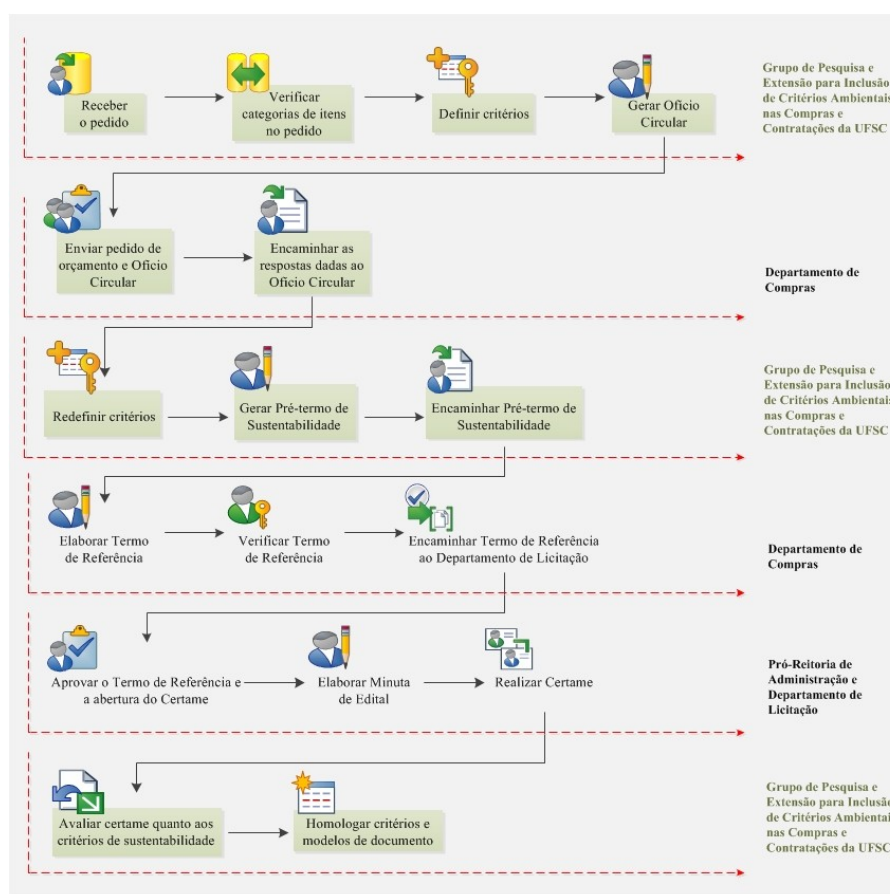 Receber
o pedido
Verificar
categorias de itens
no pedido
Definir critérios
Gerar Ofício
Circular
Grupo de Pesquisa e
Extensão para Inclusão
de Critérios Ambientais
nas Compras e
Contratações da UFSC
Enviar pedido de
orçamento e Ofício
Circular
Encaminhar as
respostas dadas ao
Ofício Circular
Departamento de
Compras
Redefinir critérios
Gerar Pré-termo de
Sustentabilidade
Encaminhar Pré-termo de
Sustentabilidade
Grupo de Pesquisa e
Extensão para Inclusão
de Critérios Ambientais
nas Compras e
Contratações da UFSC
Elaborar Termo
de Referência
Verificar Termo
de Referência
Encaminhar Termo de Referência
ao Departamento de Licitação
Departamento de
Compras
Aprovar o Termo de Referência e
a abertura do Certame
Elaborar Minuta
de Edital
Realizar Certame
Pró-Reitoria de
Administração e
Departamento de
Licitação
Avaliar certame quanto aos
critérios de sustentabilidade
Homologar critérios e
modelos de documento
Grupo de Pesquisa e
Extensão para Inclusão
de Critérios Ambientais
nas Compras e
Contratações da UFSC